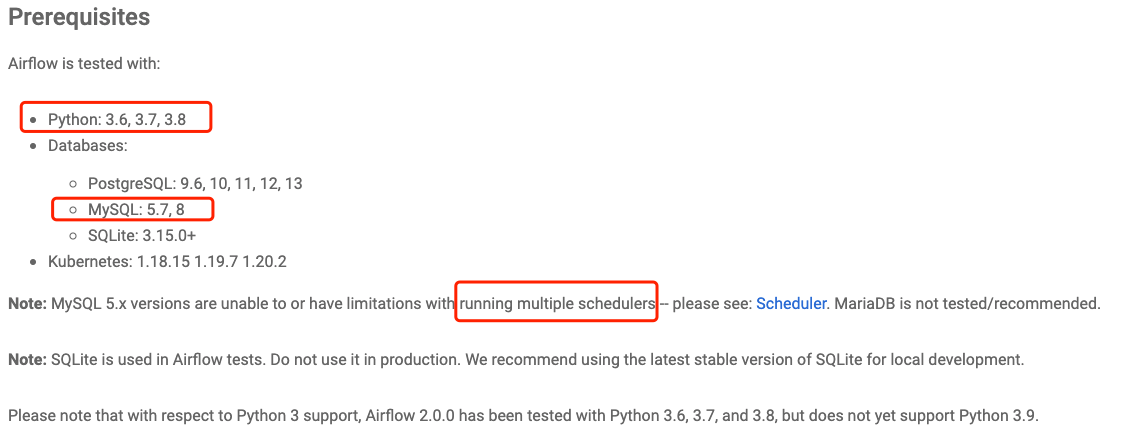 Prerequisites
Airflow is tested with:
Python: 3.6, 3.7, 3.8
Databases:
PostgreSQL: 9.6, 10, 11, 12, 13
MySQL: 5.7, 8
SQLite: 3.15.0+
Kubernetes: 1.18.15 1.19.7 1.20.2
Note: MySQL 5.x versions are unable to or have limitations with running multiple schedulers -- please see: Scheduler. MariaDB is not tested/recommended.
Note: SQLite is used in Airflow tests. Do not use it in production. We recommend using the latest stable version of SQLite for local development.
Please note that with respect to Python 3 support, Airflow 2.0.0 has been tested with Python 3.6, 3.7, and 3.8, but does not yet support Python 3.9.